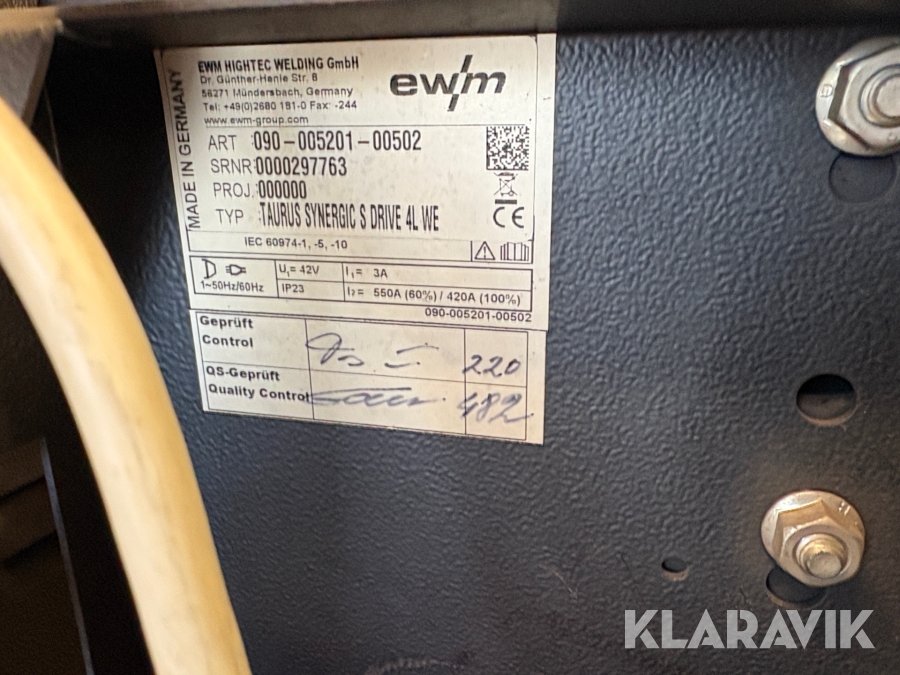 MADE IN GERMANY
EWM HIGHTEC WELDING GmbH
Dr. Günther-Henle Str. 8
56271 Mündersbach, Germany
Tel: +49(0)2680 181-0 Fax: -244
www.ewm-group.com
ewm
ART :090-005201-00502
SRNR:0000297763
PROJ.:000000
TYP :TAURUS SYNERGIC S DRIVE 4L WE
CE
IEC 60974-1, -5, -10
U1= 42V I1= 3A
1~50Hz/60Hz IP23 I2= 550A (60%) / 420A (100%)
090-005201-00502
Geprüft
Control
220
QS-Geprüft
Quality Control
482
KLARAVIK